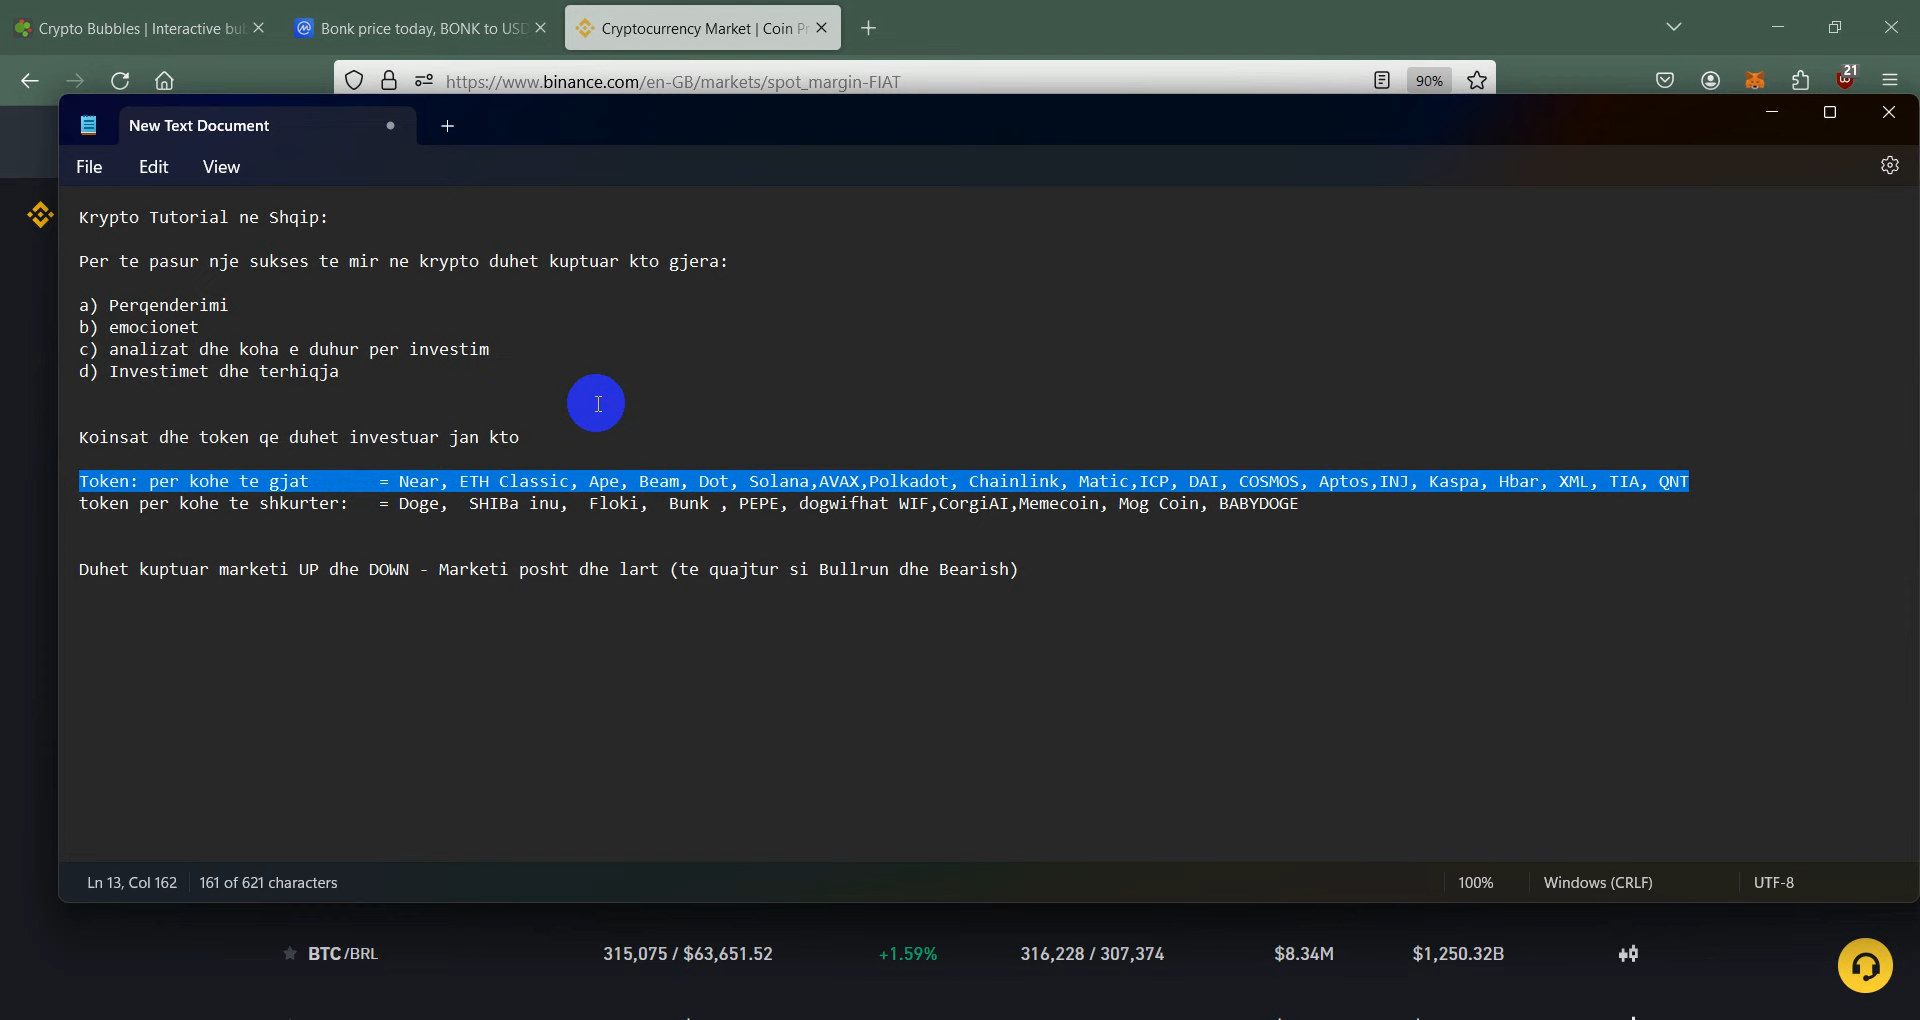 Crypto Bubbles | Interactive bu
Bonk price today, BONK to USD
Cryptocurrency Market | Coin Pr
https://www.binance.com/en-GB/markets/spot_margin-FIAT
90%
21
New Text Document
File Edit View
Krypto Tutorial ne Shqip:
Per te pasur nje sukses te mir ne krypto duhet kuptuar kto gjera:
a) Perqenderimi
b) emocionet
c) analizat dhe koha e duhur per investim
d) Investimet dhe terhiqja
Koinsat dhe token qe duhet investuar jan kto
Token: per kohe te gjat = Near, ETH Classic, Ape, Beam, Dot, Solana,AVAX,Polkadot, Chainlink, Matic,ICP, DAI, COSMOS, Aptos,INJ, Kaspa, Hbar, XML, TIA, QNT
token per kohe te shkurter: = Doge, SHIBa inu, Floki, Bunk , PEPE, dogwifhat WIF,CorgiAI,Memecoin, Mog Coin, BABYDOGE
Duhet kuptuar marketi UP dhe DOWN - Marketi posht dhe lart (te quajtur si Bullrun dhe Bearish)
Ln 13, Col 162 161 of 621 characters 100% Windows (CRLF) UTF-8
BTC/BRL 315,075 / $63,651.52 +1.59% 316,228 / 307,374 $8.34M $1,250.32B